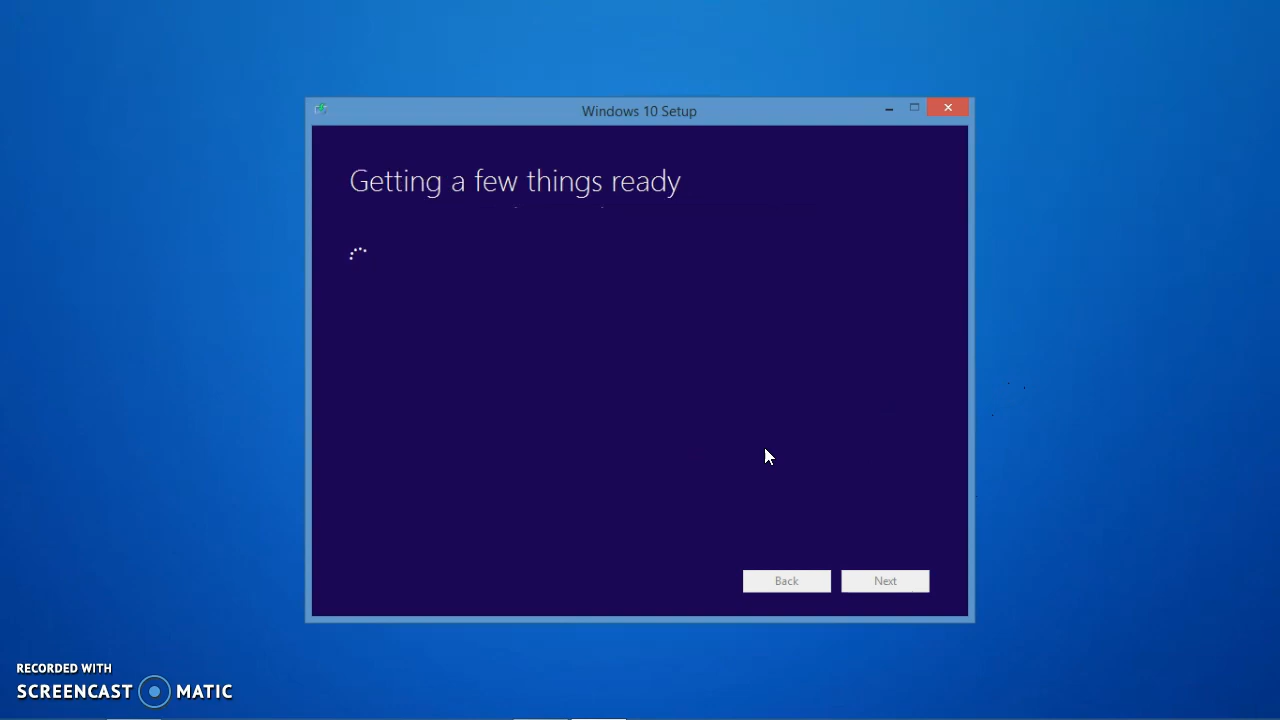 Windows 10 Setup
Getting a few things ready
Back
Next
RECORDED WITH
SCREENCAST MATIC